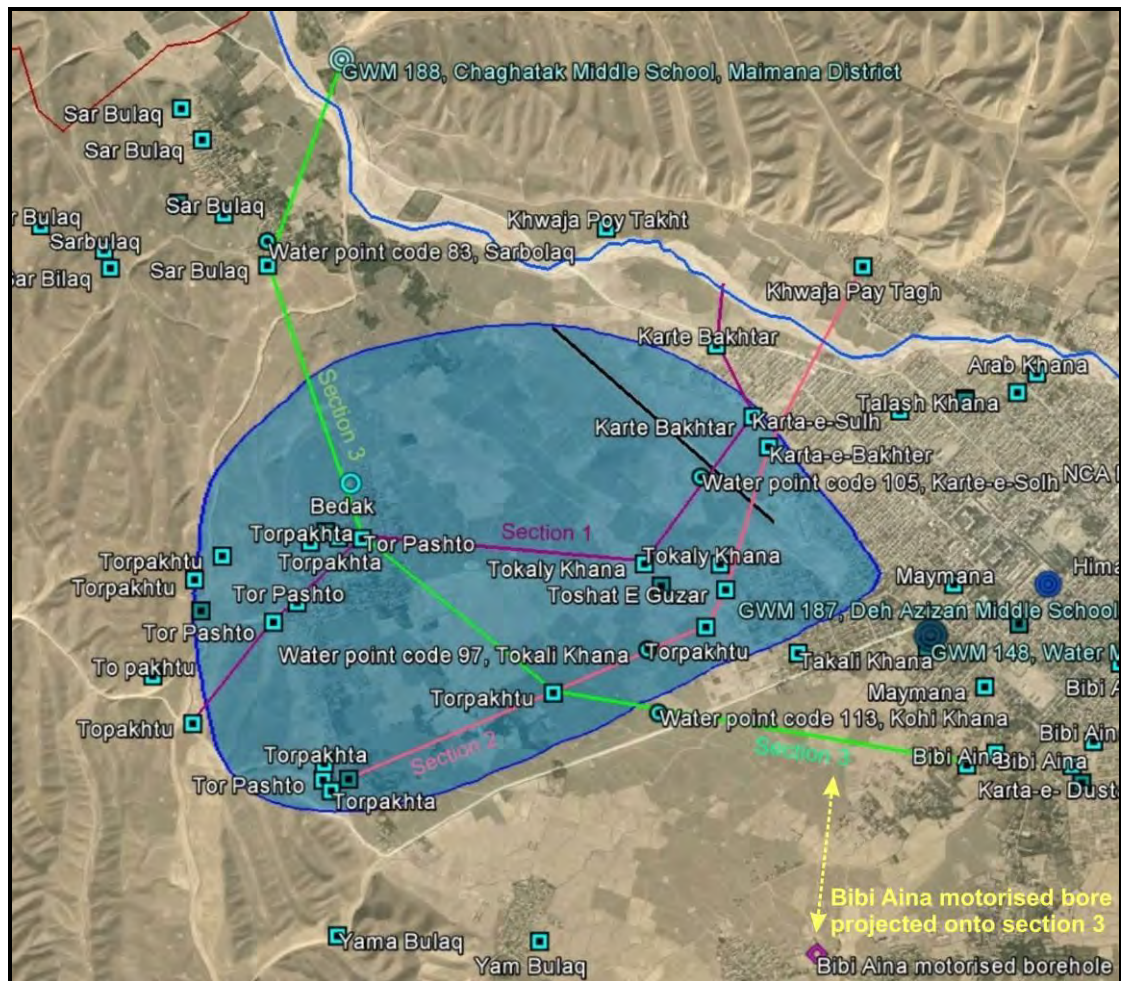 GWM 188, Chaghatak Middle School, Maimana District
Sar Bulaq
Sar Bulaq
Sar Bulaq
r Bulaq
Khwaja Poy Takht
Sarbulaq
Water point code 83, Sarbolaq
Sar Bilaq
Sar Bulaq
Khwaja Pay Tagh
Karte Bakhtar
Arab Khana
Section 3
Talash Khana
Karte Bakhtar
Karta-e-Sulh
Karta-e-Bakhter
NCA
Water point code 105, Karte-e-Solh
Bedak
Section 1
Torpakhta
Tor Pashto
Torpakhta
Tokaly Khana
Tokaly Khana
Torpakhtu
Torpakhtu
Toshat E Guzar
Maymana
Hima
Tor Pashto
Tor Pashto
GWM 187, Deh Azizan Middle School
Water point code 97, Tokali Khana
Torpakhtu
Takali Khana
GWM 148, Water M
To pakhtu
Torpakhtu
Maymana
Bibi A
Topakhtu
Water point code 113, Kohi Khana
Section 2
Section 3
Bibi Ain
Torpakhta
Bibi Aina
Bibi Aina
Tor Pashto
Torpakhta
Karta-e- Dust
Bibi Aina motorised bore
projected onto section 3
Yama Bulaq
Yam Bulaq
Bibi Aina motorised borehole